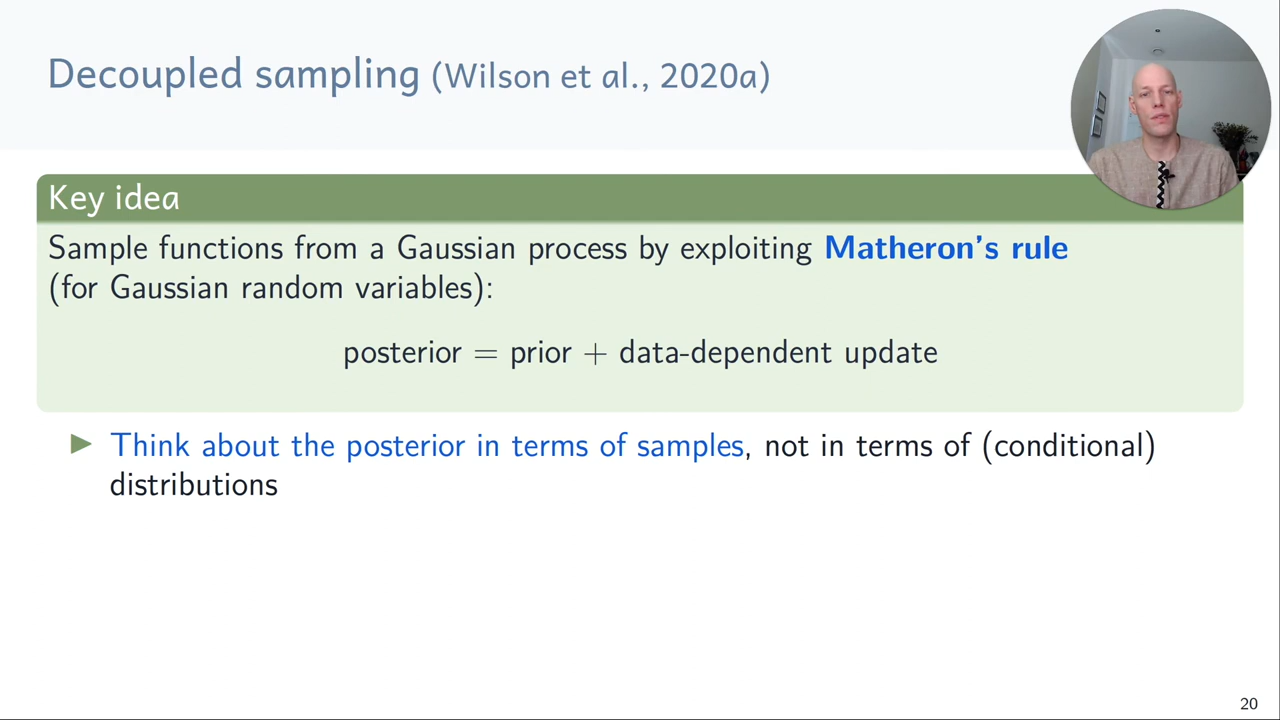 Decoupled sampling (Wilson et al., 2020a)
Key idea
Sample functions from a Gaussian process by exploiting Matheron's rule
(for Gaussian random variables):
posterior = prior + data-dependent update
▶ Think about the posterior in terms of samples, not in terms of (conditional)
distributions
20